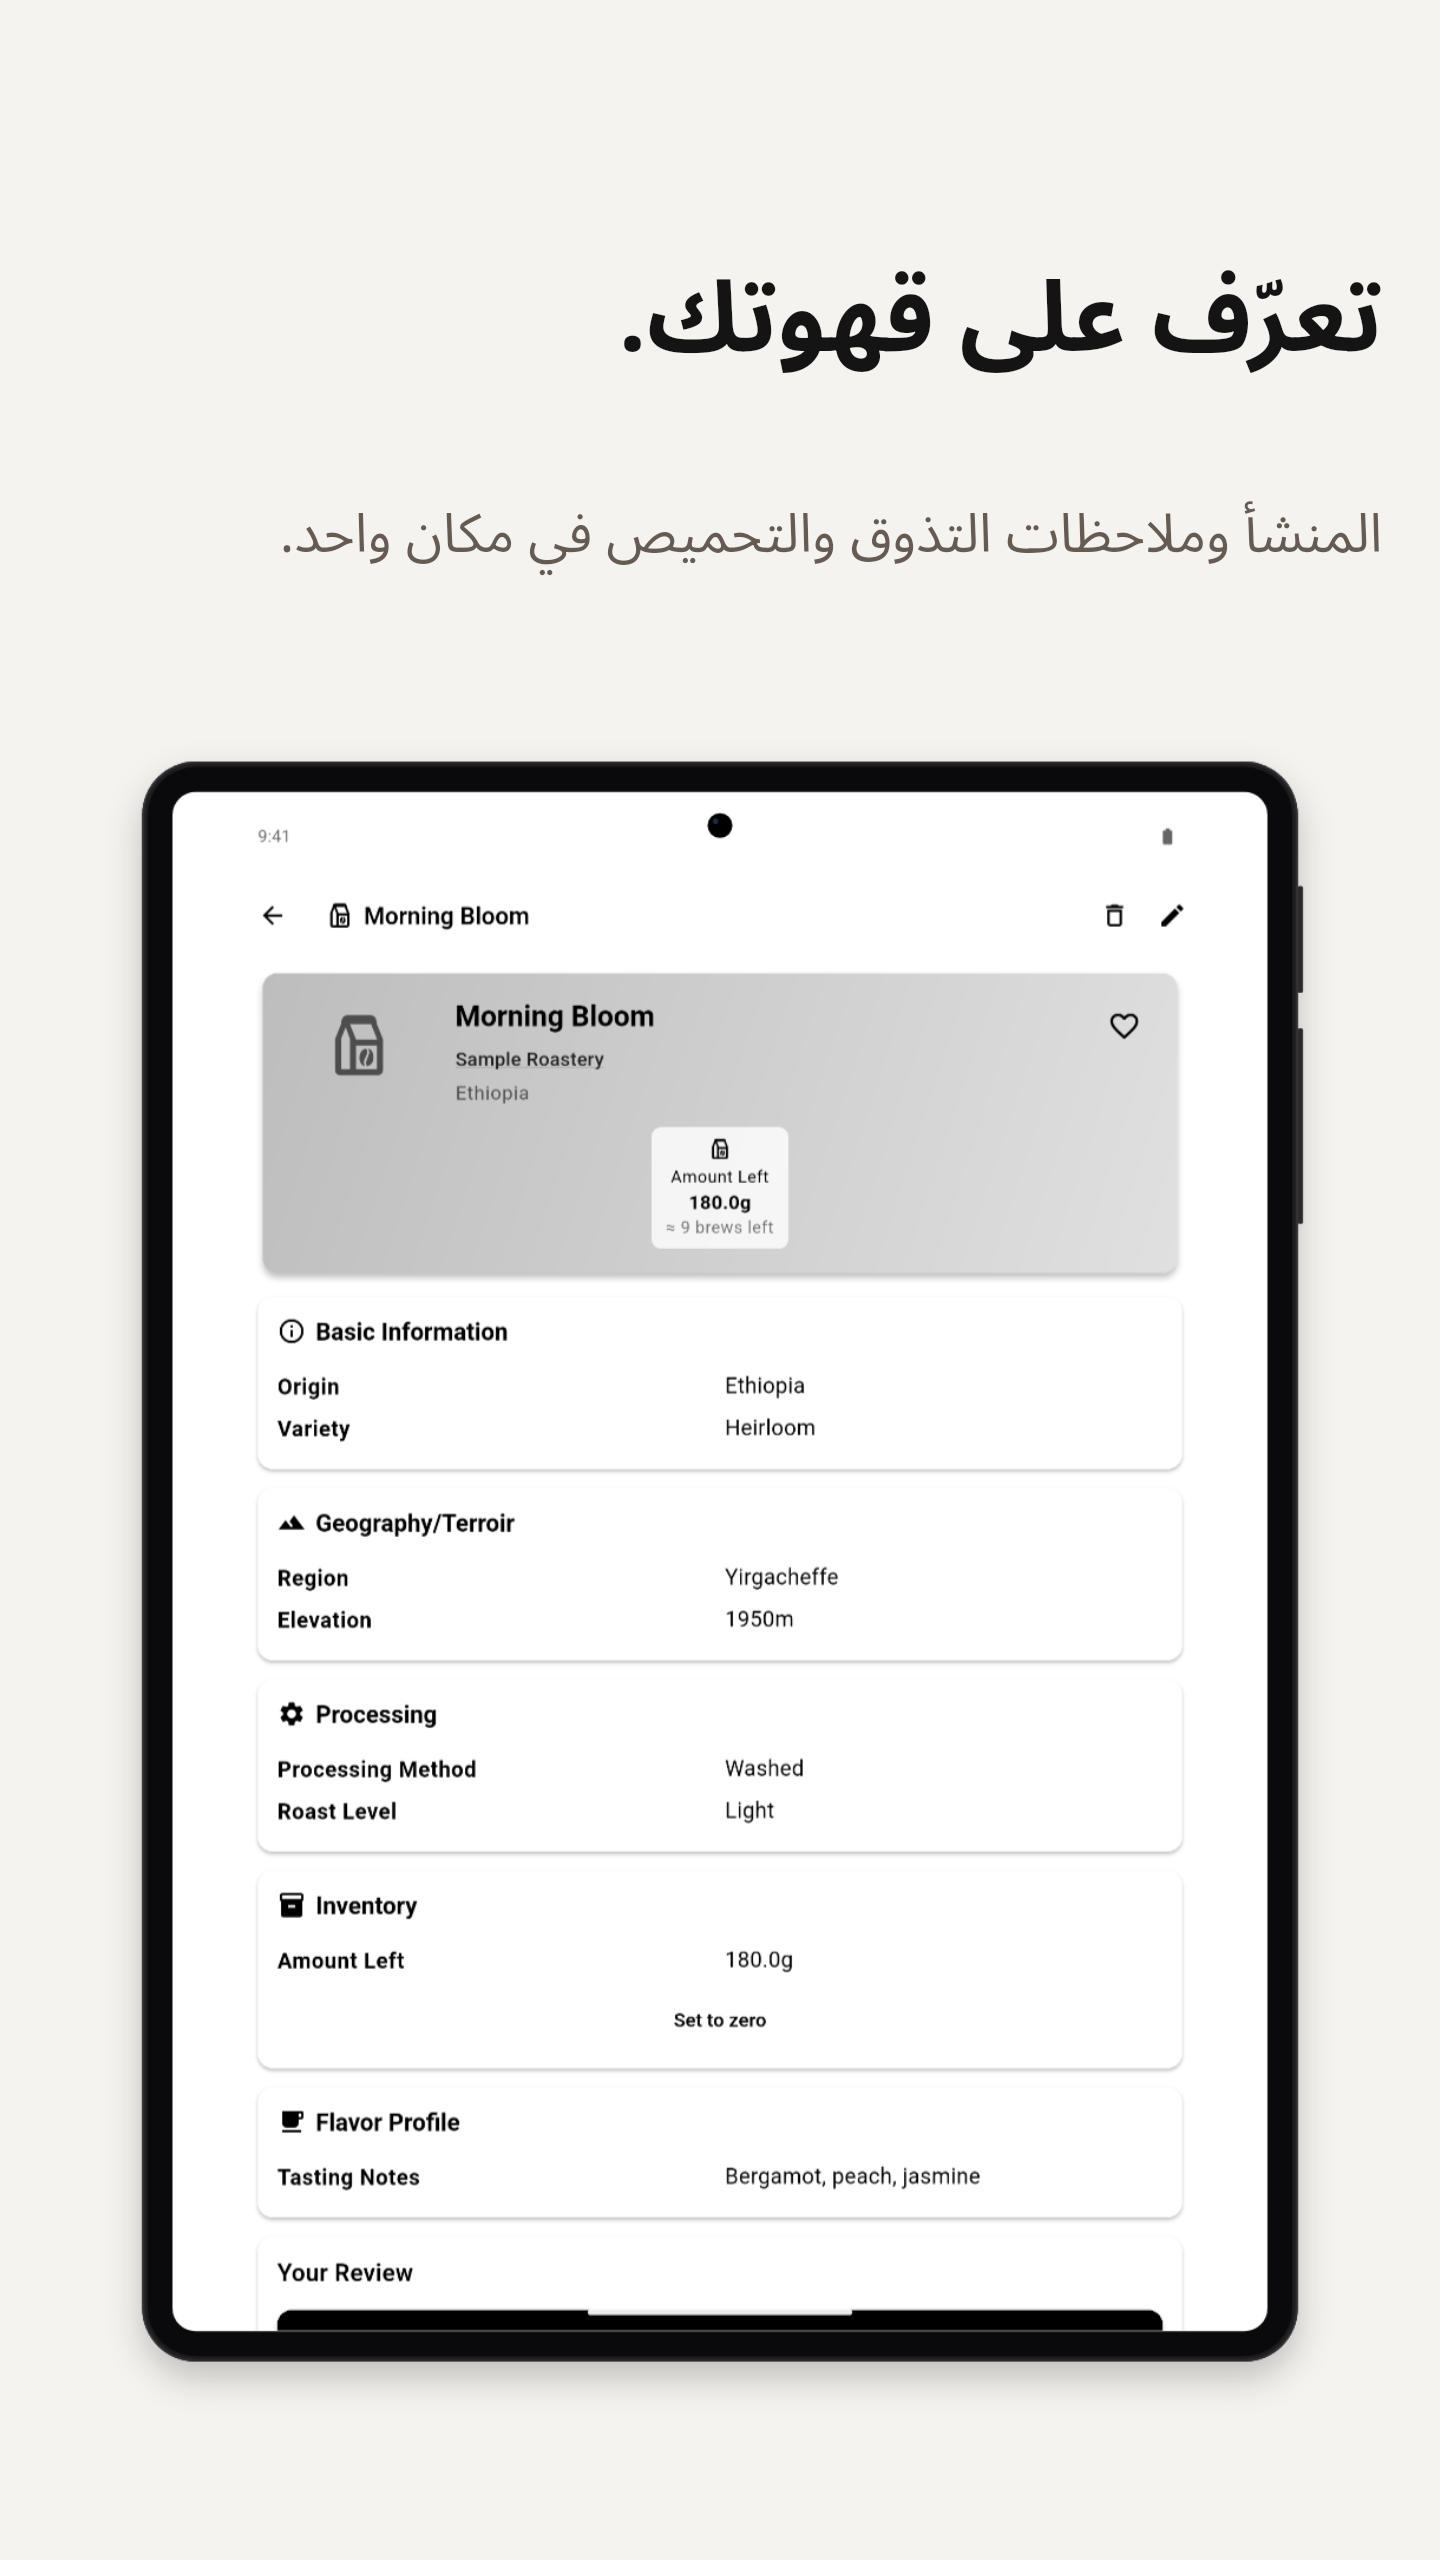 تعرّف على قهوتك.
المنشأ وملاحظات التذوق والتحميص في مكان واحد.
9:41
Morning Bloom
Morning Bloom
Sample Roastery
Ethiopia
Amount Left
180.0g
≈ 9 brews left
Basic Information
Origin Ethiopia
Variety Heirloom
Geography/Terroir
Region Yirgacheffe
Elevation 1950m
Processing
Processing Method Washed
Roast Level Light
Inventory
Amount Left 180.0g
Set to zero
Flavor Profile
Tasting Notes Bergamot, peach, jasmine
Your Review